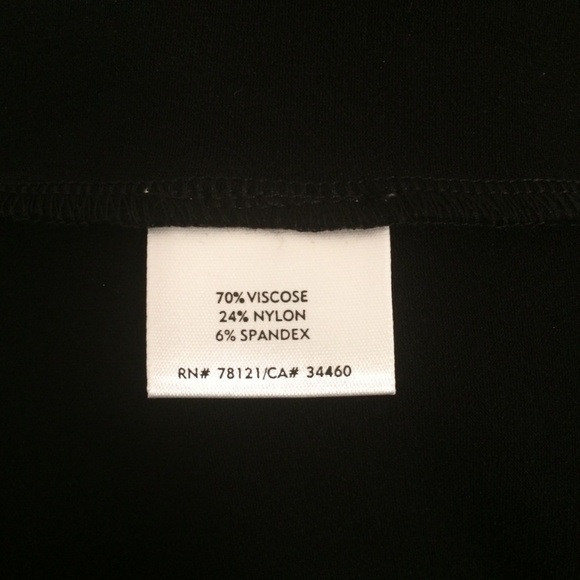 70% VISCOSE
24% NYLON
6% SPANDEX
RN# 78121/CA# 34460